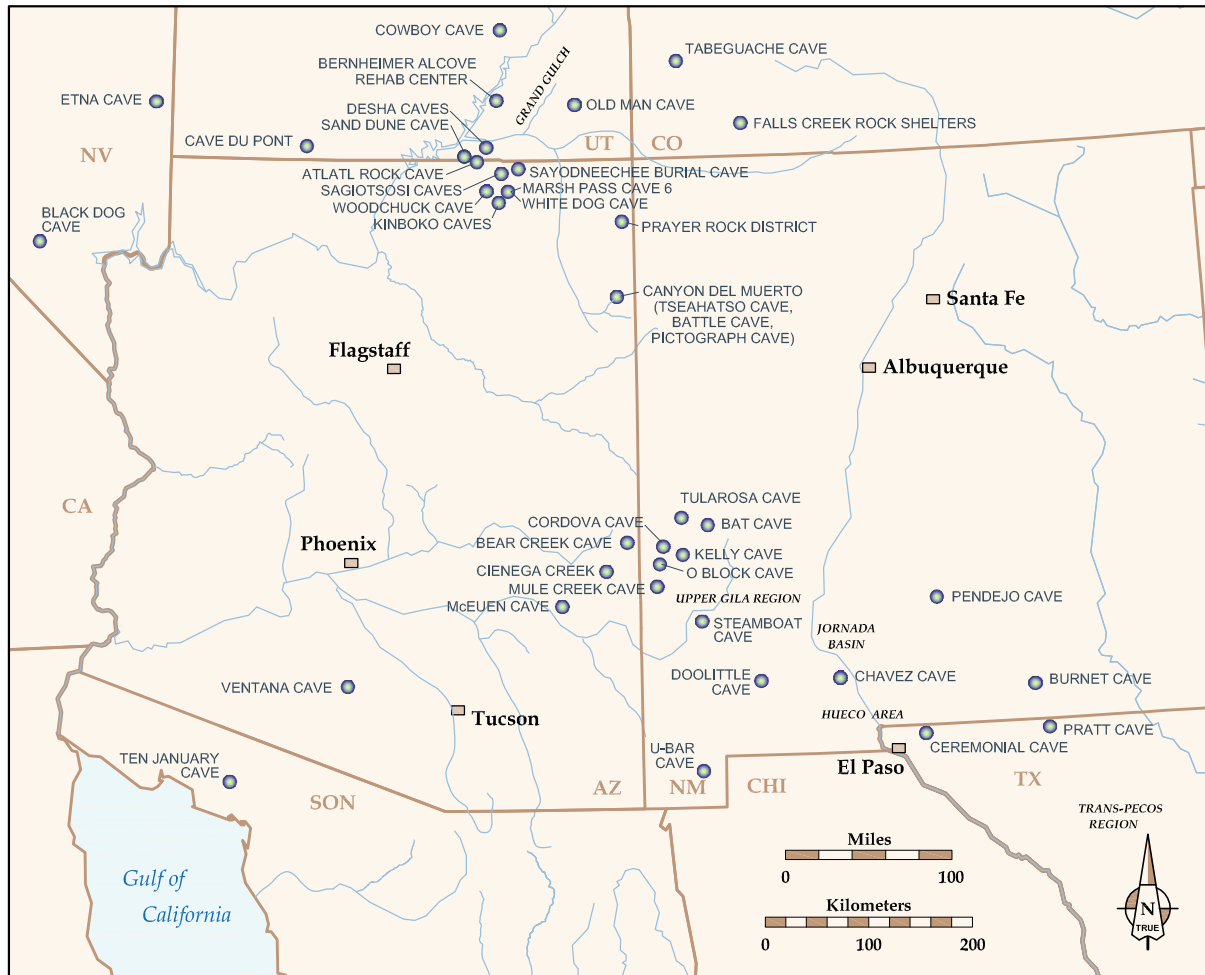 COWBOY CAVE
TABEGUACHE CAVE
BERNHEIMER ALCOVE
REHAB CENTER
GRAND GULCH
ETNA CAVE
OLD MAN CAVE
DESHA CAVES
SAND DUNE CAVE
FALLS CREEK ROCK SHELTERS
CAVE DU PONT
NV
UT
CO
ATLATL ROCK CAVE
SAYODNEECHEE BURIAL CAVE
SAGIOTSOSI CAVES
MARSH PASS CAVE 6
WOODCHUCK CAVE
WHITE DOG CAVE
KINBOKO CAVES
BLACK DOG
CAVE
PRAYER ROCK DISTRICT
CANYON DEL MUERTO
(TSEAHATSO CAVE,
BATTLE CAVE,
PICTOGRAPH CAVE)
Santa Fe
Flagstaff
Albuquerque
CA
TULAROSA CAVE
CORDOVA CAVE
BAT CAVE
Phoenix
BEAR CREEK CAVE
KELLY CAVE
CIENEGA CREEK
O BLOCK CAVE
MULE CREEK CAVE
UPPER GILA REGION
McEUEN CAVE
PENDEJO CAVE
STEAMBOAT
CAVE
JORNADA
BASIN
VENTANA CAVE
DOOLITTLE
CAVE
CHAVEZ CAVE
BURNET CAVE
Tucson
HUECO AREA
PRATT CAVE
CEREMONIAL CAVE
TEN JANUARY
CAVE
U-BAR
CAVE
El Paso
SON
AZ
NM
CHI
TX
TRANS-PECOS
REGION
Miles
0 100
Gulf of
California
Kilometers
0 100 200
N
TRUE